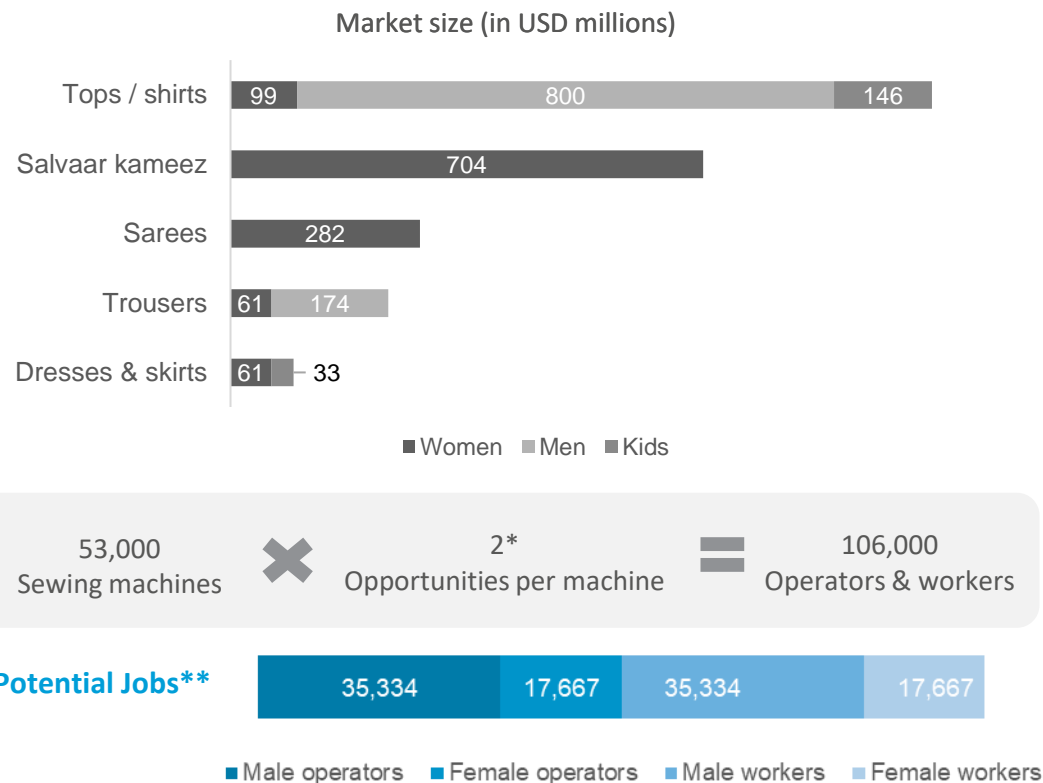 Market size (in USD millions)
Tops / shirts 99 800 146
Salvaar kameez 704
Sarees 282
Trousers 61 174
Dresses & skirts 61 33
Women Men Kids
53,000 2* 106,000
Sewing machines Opportunities per machine Operators & workers
Potential Jobs** 35,334 17,667 35,334 17,667
Male operators Female operators Male workers Female workers